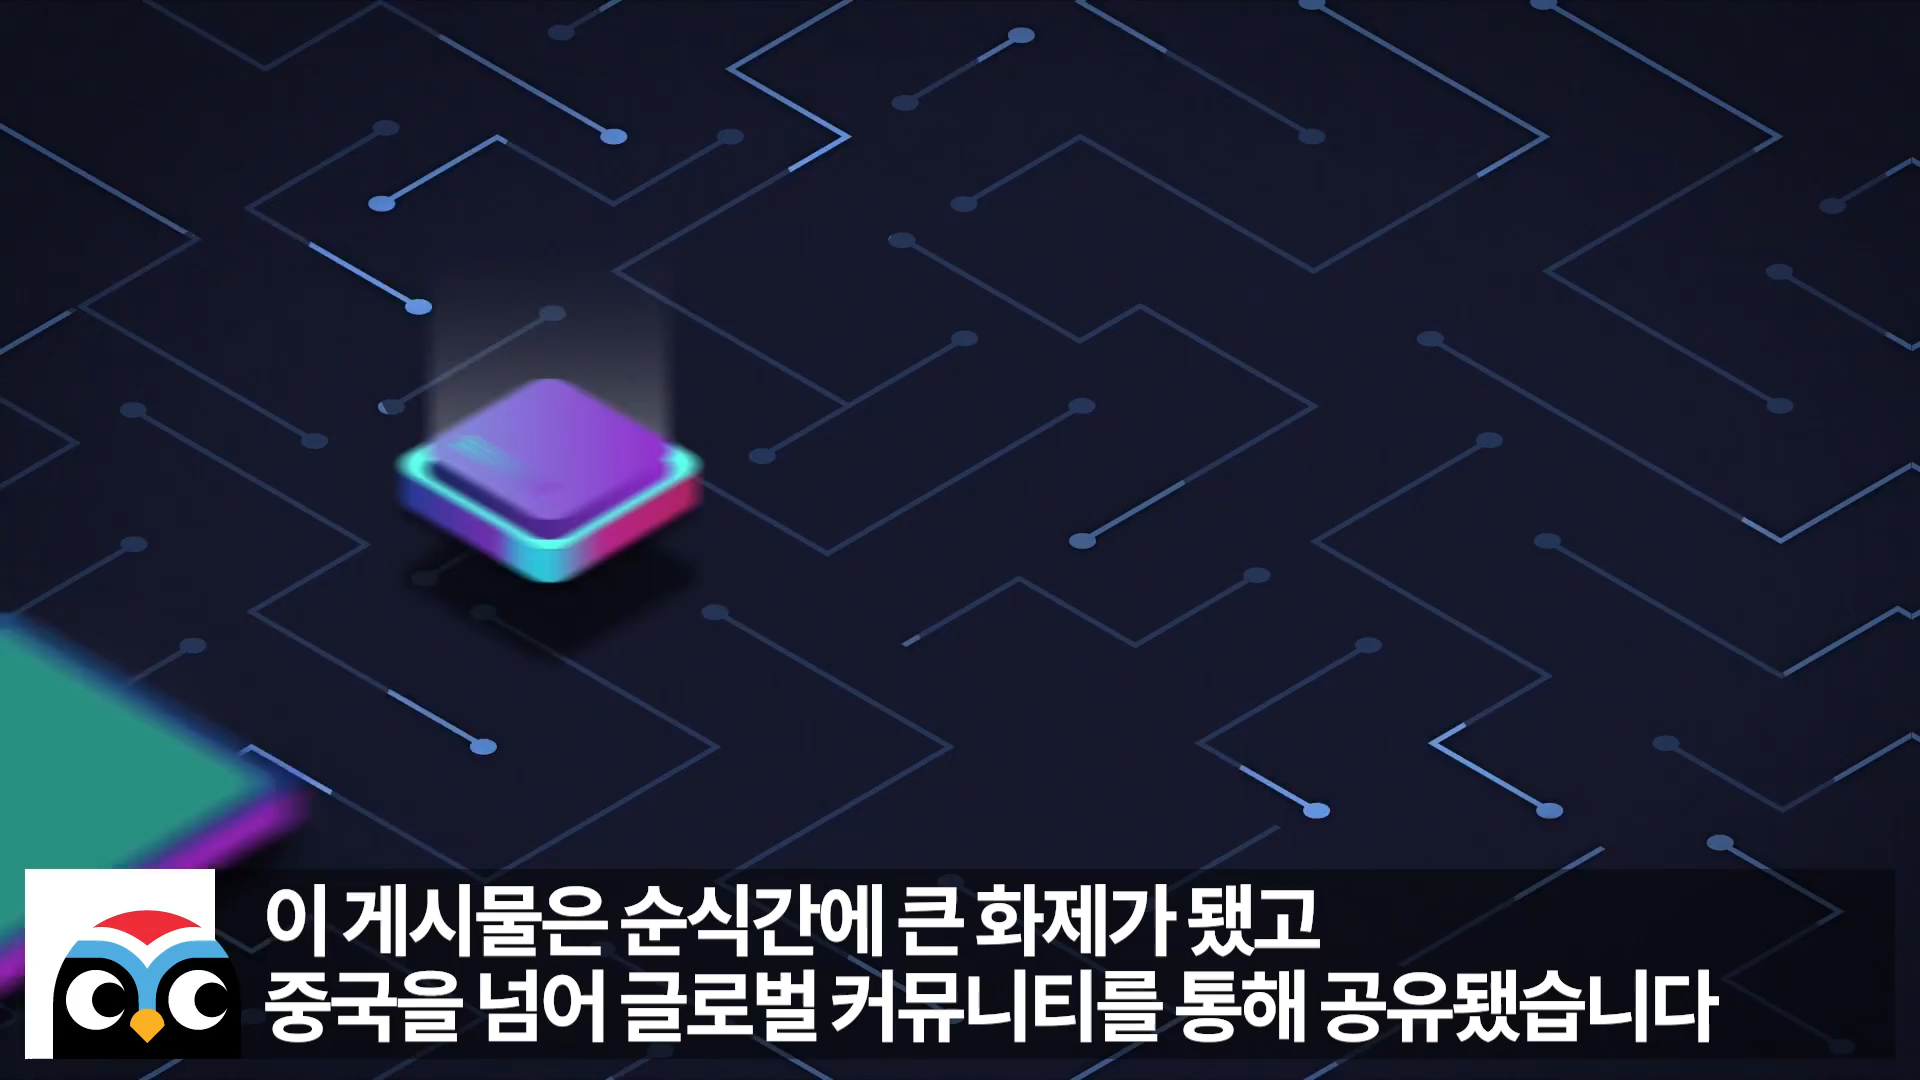 이 게시물은 순식간에 큰 화제가 됐고
중국을 넘어 글로벌 커뮤니티를 통해 공유됐습니다